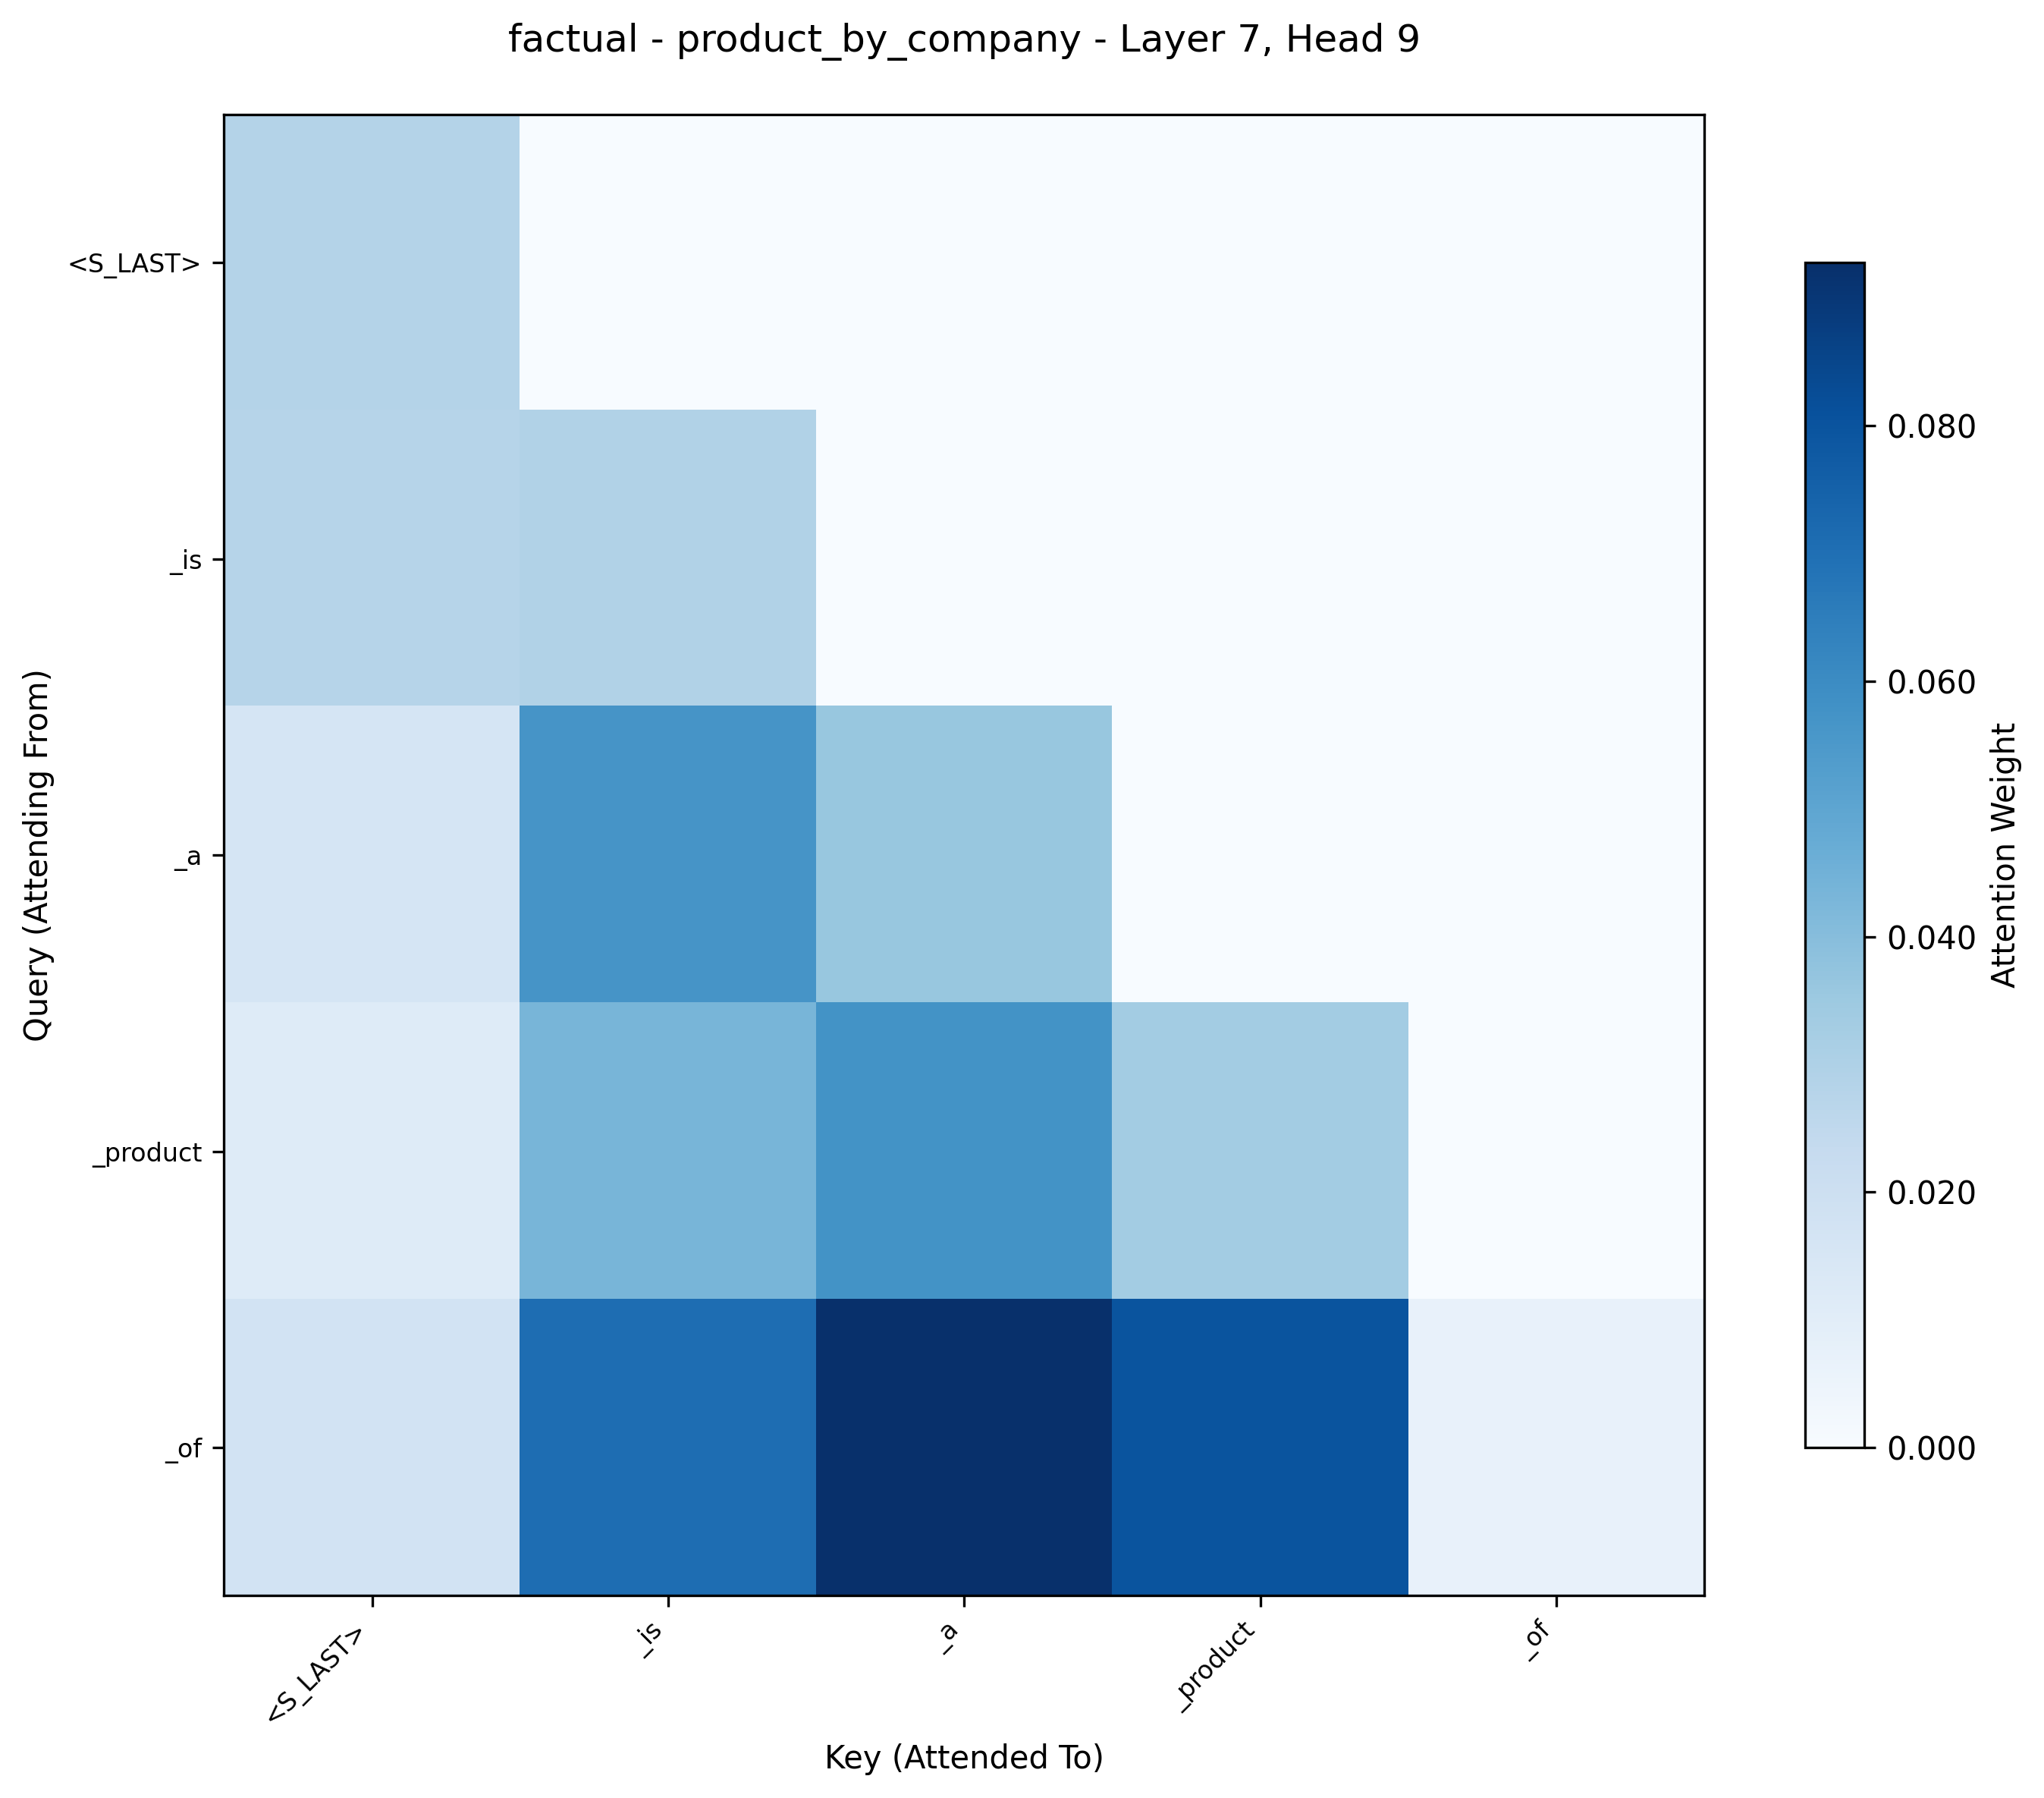 factual - product_by_company - Layer 7, Head 9
Query (Attending From)
<S_LAST>
_is
_a
_product
_of
<S_LAST>
_is
_a
_product
_of
Key (Attended To)
0.080
0.060
0.040
0.020
0.000
Attention Weight